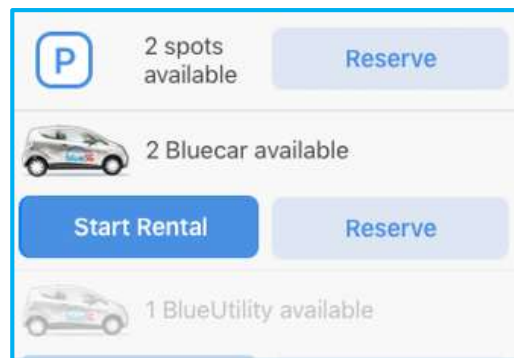 P
2 spots
available
Reserve
2 Bluecar available
Start Rental
Reserve
1 BlueUtility available